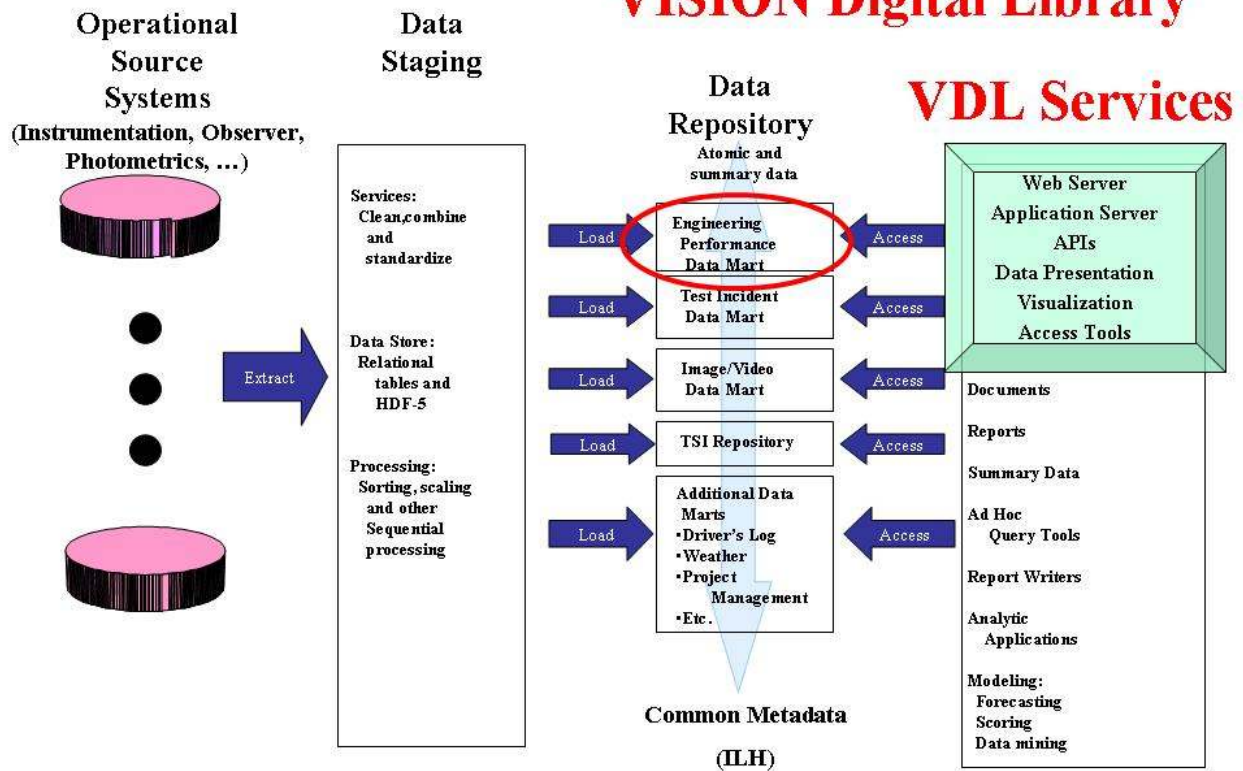 VISION Digital Library
Operational
Source
Systems
(Instrumentation, Observer,
Photometrics, …)
Data
Staging
Data
Repository
Atomic and
summary data
VDL Services
Extract
Services:
Clean,combine
and
standardize
Data Store:
Relational
tables and
HDF-5
Processing:
Sorting, scaling
and other
Sequential
processing
Load
Engineering
Performance
Data Mart
Access
Load
Test Incident
Data Mart
Access
Load
Image/Video
Data Mart
Access
Load
TSI Repository
Access
Load
Additional Data
Marts
•Driver's Log
•Weather
•Project
Management
•Etc.
Access
Common Metadata
(ILH)
Web Server
Application Server
APIs
Data Presentation
Visualization
Access Tools
Documents
Reports
Summary Data
Ad Hoc
Query Tools
Report Writers
Analytic
Applications
Modeling:
Forecasting
Scoring
Data mining